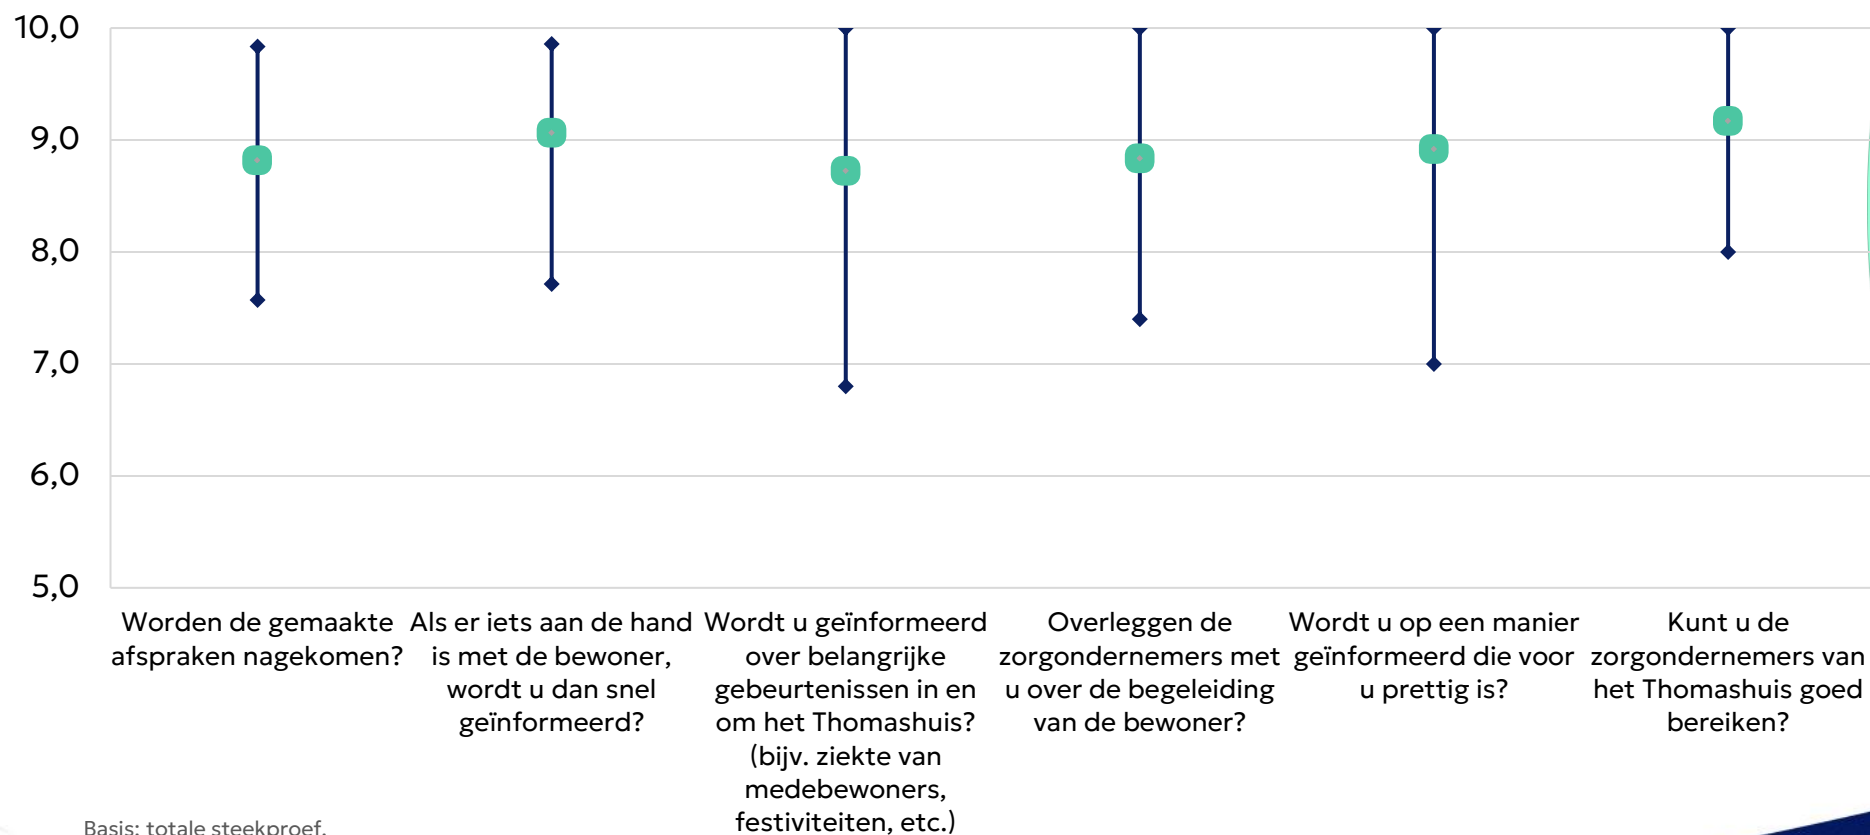 10,0
9,0
8,0
7,0
6,0
5,0
Worden de gemaakte
afspraken nagekomen?
Als er iets aan de hand
is met de bewoner,
wordt u dan snel
geïnformeerd?
Wordt u geïnformeerd
over belangrijke
gebeurtenissen in en
om het Thomashuis?
(bijv. ziekte van
medebewoners,
festiviteiten, etc.)
Overleggen de
zorgondernemers met
u over de begeleiding
van de bewoner?
Wordt u op een manier
geïnformeerd die voor
u prettig is?
Kunt u de
zorgondernemers van
het Thomashuis goed
bereiken?
Basis: totale steekproef.